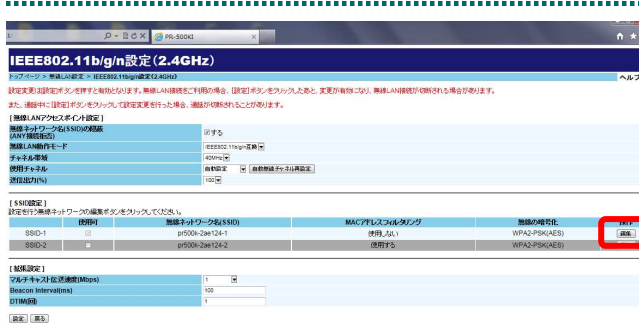 PR-500KI
IEEE802.11b/g/n設定(2.4GHz)
トップページ > 無線LAN設定 > IEEE802.11b/g/n設定(2.4GHz)
ヘルプ
設定変更は[設定]ボタンを押すと有効となります。無線LAN接続をご利用の場合、[設定]ボタンをクリックしたあと、変更が有効になり、無線LAN接続が切断される場合があります。
また、通話中に[設定]ボタンをクリックして設定変更を行った場合、通話が切断されることがあります。
[無線LANアクセスポイント設定]
無線ネットワーク名(SSID)の隠蔽
(ANY接続拒否)
する
無線LAN動作モード
IEEE802.11b/g/n互換
チャネル帯域
40MHz
使用チャネル
自動設定 自動無線チャネル再設定
送信出力(%)
100
[SSID設定]
設定を行う無線ネットワークの編集ボタンをクリックしてください。
使用可 無線ネットワーク名(SSID) MACアドレスフィルタリング 無線の暗号化 操作
SSID-1 pr500k-2ae124-1 使用しない WPA2-PSK(AES) 編集
SSID-2 pr500k-2ae124-2 使用する WPA2-PSK(AES)
[拡張設定]
マルチキャスト伝送速度(Mbps) 1
Beacon Interval(ms) 100
DTIM(回) 1
設定 戻る